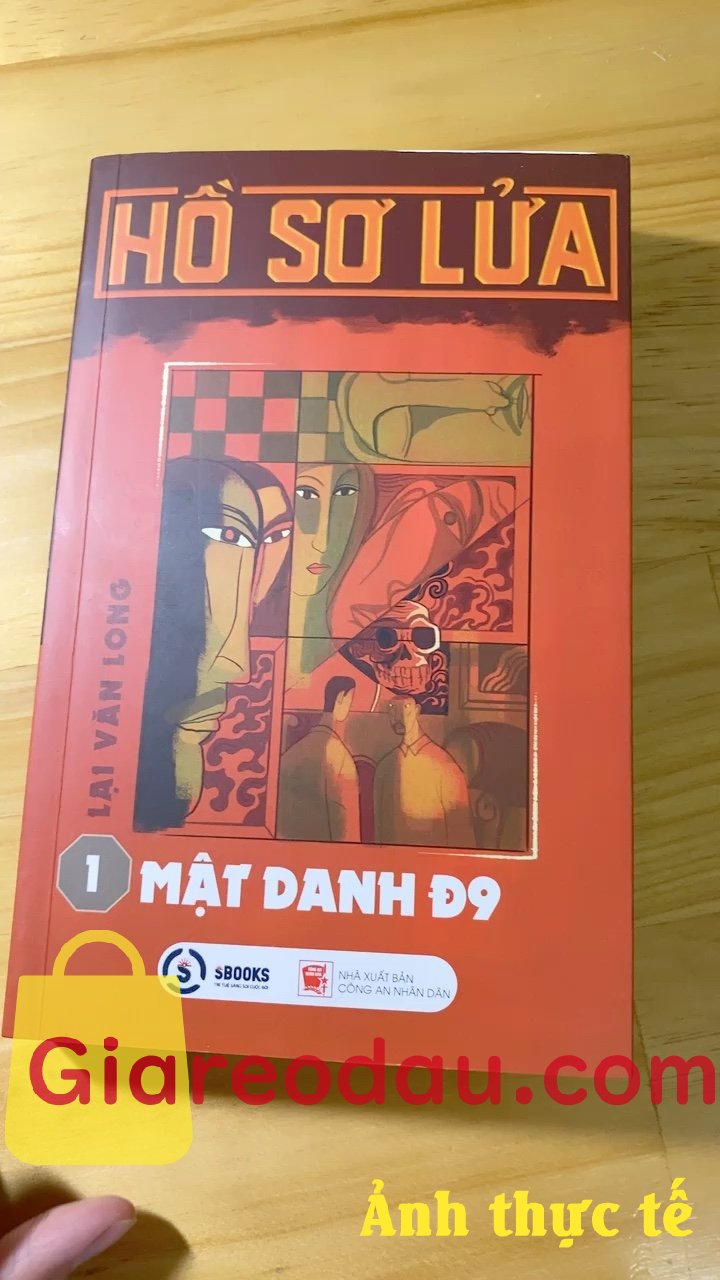 HỒ SƠ LỬA
LẠI VĂN LONG
1 MẬT DANH Đ9
SBOOKS
NHÀ XUẤT BẢN
CÔNG AN NHÂN DÂN
Giareodau.com
Ảnh thực tế